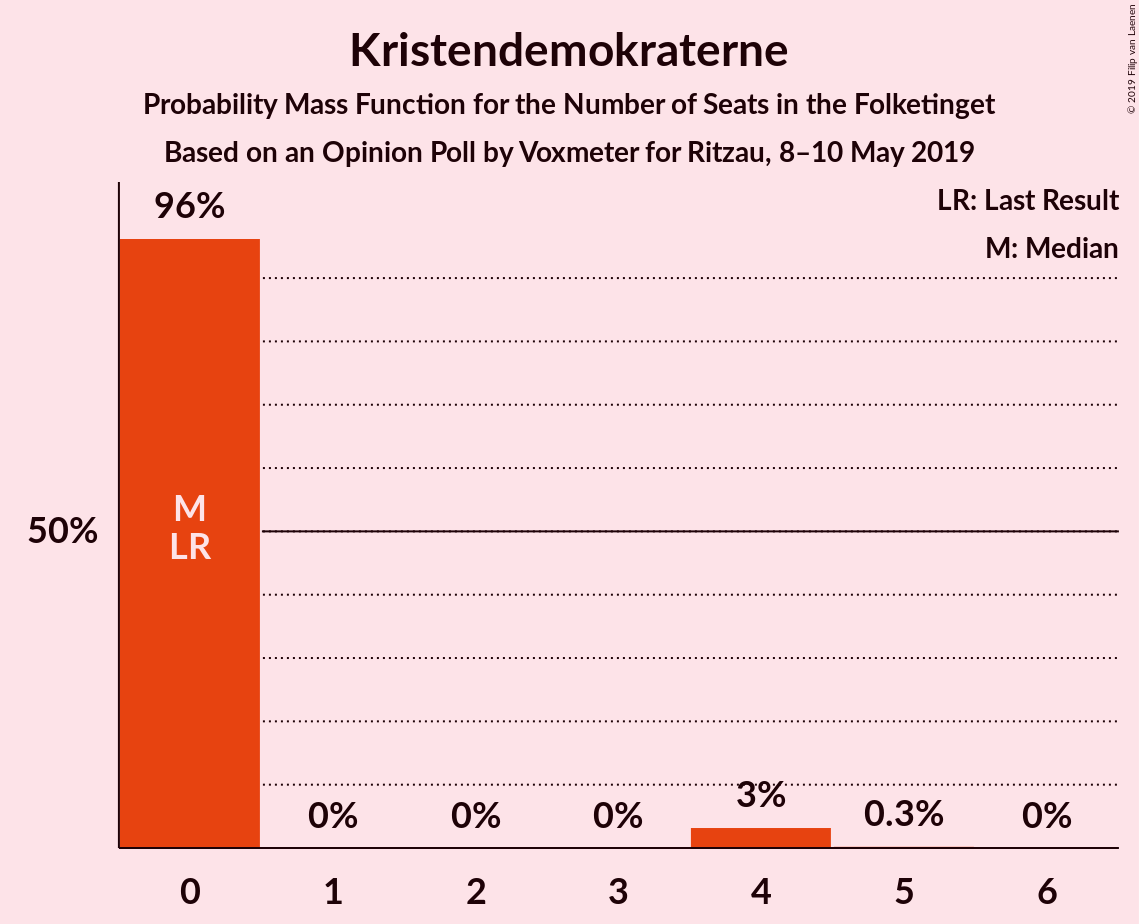 Kristendemokraterne
Probability Mass Function for the Number of Seats in the Folketinget
Based on an Opinion Poll by Voxmeter for Ritzau, 8–10 May 2019
© 2019 Filip van Laenen
LR: Last Result
M: Median
96%
50%
M
LR
0%
0%
0%
3%
0.3%
0%
0
1
2
3
4
5
6